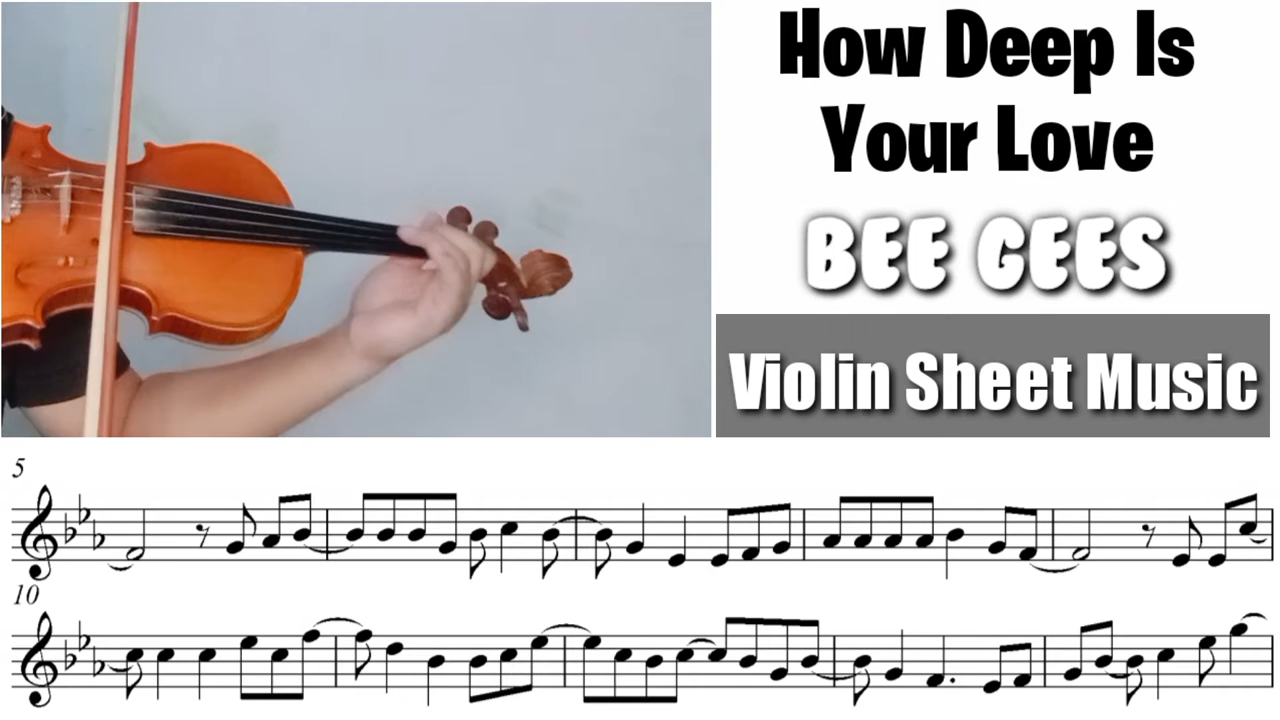 How Deep Is
Your Love
BEE GEES
Violin Sheet Music
5
10